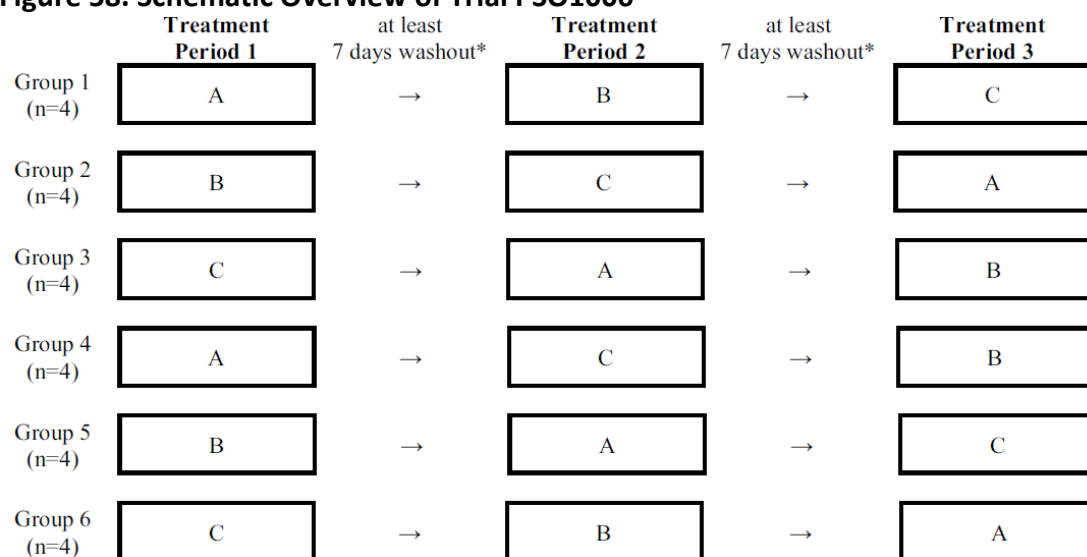 Figure 58: Schematic Overview of Trial PSO1006
Treatment at least Treatment at least Treatment
Period 1 7 days washout* Period 2 7 days washout* Period 3
Group 1
(n=4) A → B → C
Group 2
(n=4) B → C → A
Group 3
(n=4) C → A → B
Group 4
(n=4) A → C → B
Group 5
(n=4) B → A → C
Group 6
(n=4) C → B → A